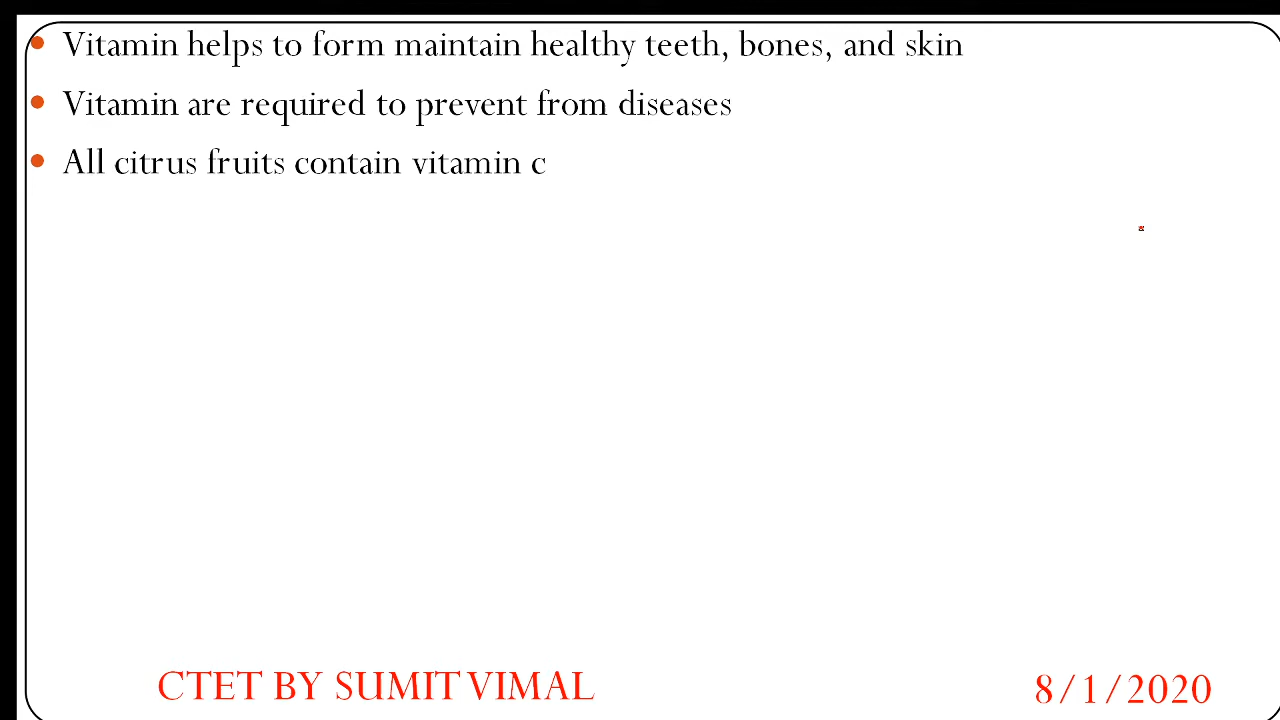 Vitamin helps to form maintain healthy teeth, bones, and skin
Vitamin are required to prevent from diseases
All citrus fruits contain vitamin c
CTET BY SUMIT VIMAL
8/1/2020